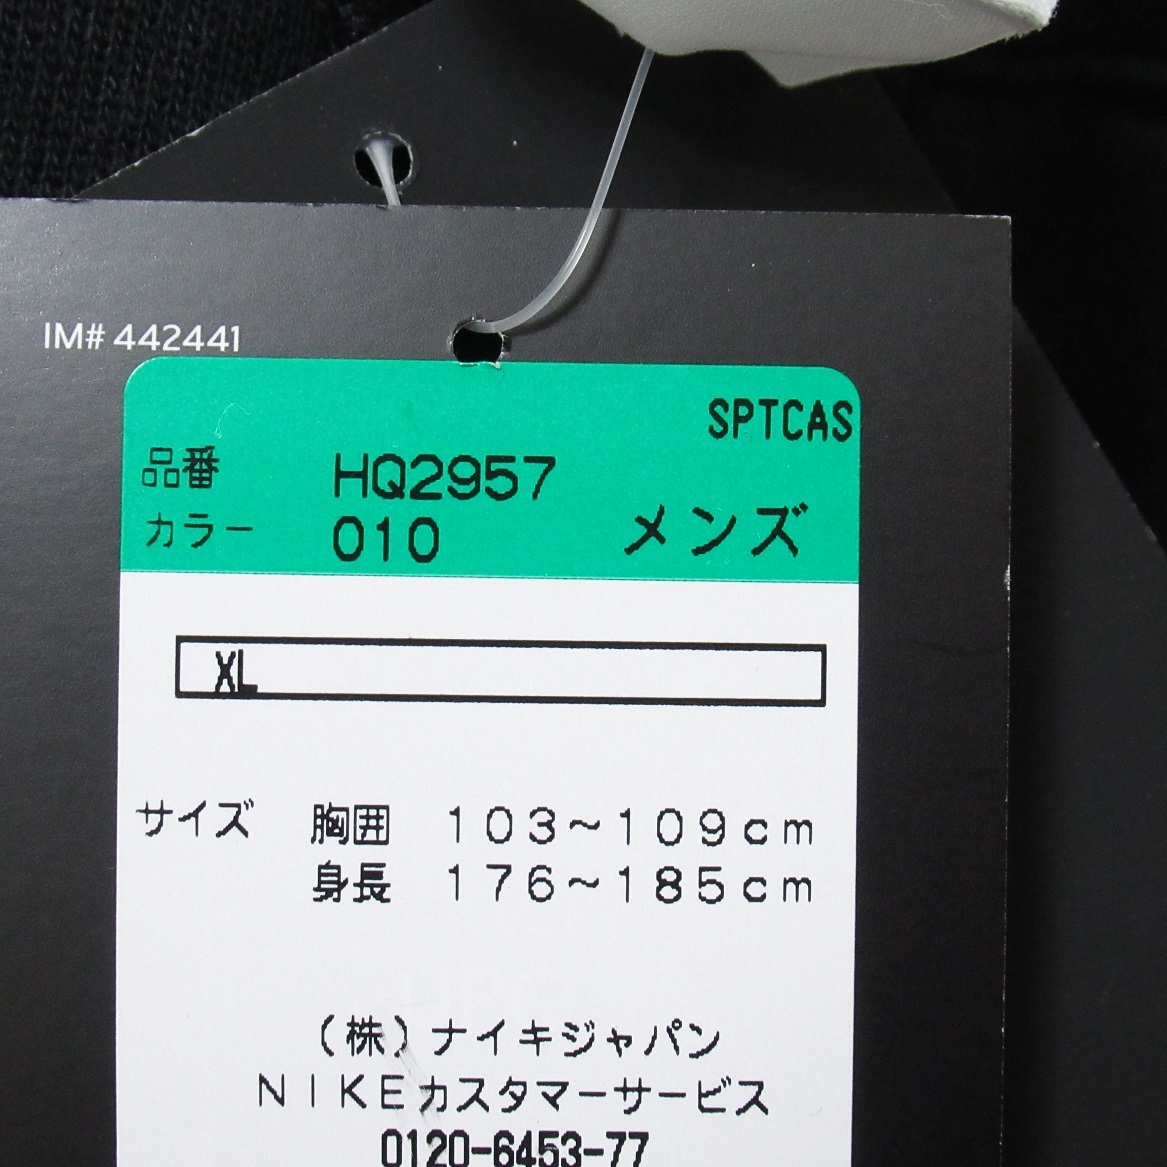 IM# 442441
SPTCAS
品番 HQ2957
カラー 010 メンズ
XL
サイズ 胸囲 103~109cm
身長 176~185cm
(株)ナイキジャパン
NIKEカスタマーサービス
0120-6453-77